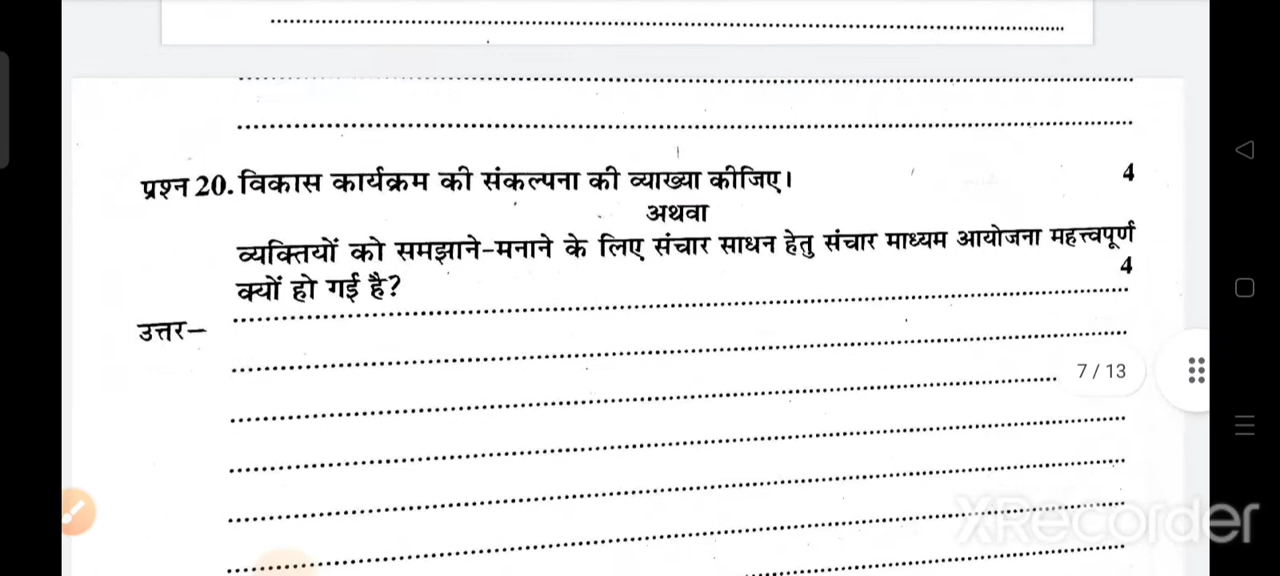 प्रश्न 20. विकास कार्यक्रम की संकल्पना की व्याख्या कीजिए। 4
अथवा
व्यक्तियों को समझाने-मनाने के लिए संचार साधन हेतु संचार माध्यम आयोजना महत्त्वपूर्ण
क्यों हो गई है? 4
उत्तर–
7 / 13
XRecorder